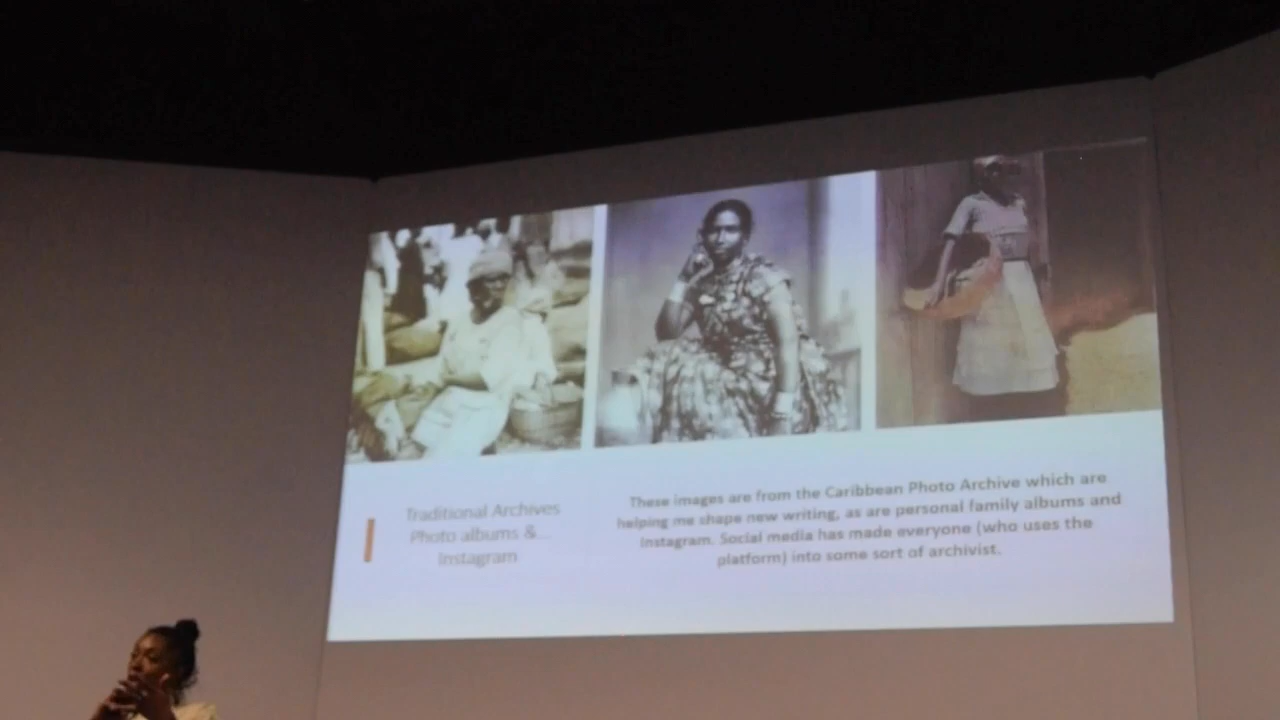 Traditional Archives
Photo albums &...
Instagram
These images are from the Caribbean Photo Archive which are
helping me shape new writing, as are personal family albums and
Instagram. Social media has made everyone (who uses the
platform) into some sort of archivist.